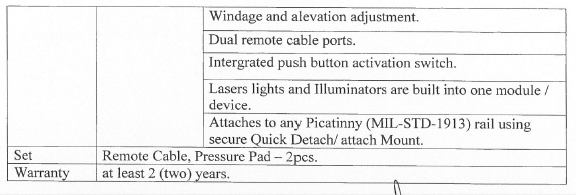 Windage and alevation adjustment.
Dual remote cable ports.
Intergrated push button activation switch.
Lasers lights and Illuminators are built into one module /
device.
Attaches to any Picatinny (MIL-STD-1913) rail using
secure Quick Detach/ attach Mount.
Set Remote Cable, Pressure Pad – 2pcs.
Warranty at least 2 (two) years.